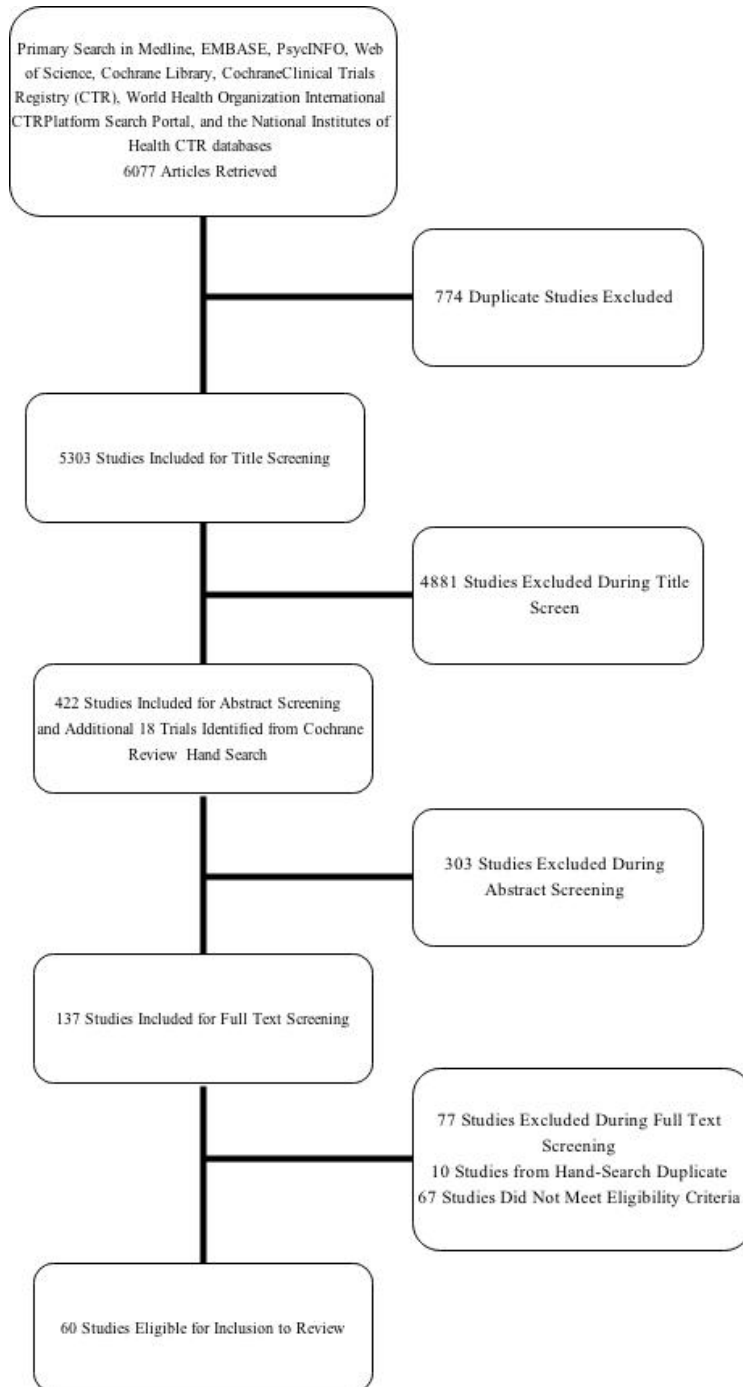 Primary Search in Medline, EMBASE, PsycINFO, Web
of Science, Cochrane Library, CochraneClinical Trials
Registry (CTR), World Health Organization International
CTRPlatform Search Portal, and the National Institutes of
Health CTR databases
6077 Articles Retrieved
774 Duplicate Studies Excluded
5303 Studies Included for Title Screening
4881 Studies Excluded During Title
Screen
422 Studies Included for Abstract Screening
and Additional 18 Trials Identified from Cochrane
Review Hand Search
303 Studies Excluded During
Abstract Screening
137 Studies Included for Full Text Screening
77 Studies Excluded During Full Text
Screening
10 Studies from Hand-Search Duplicate
67 Studies Did Not Meet Eligibility Criteria
60 Studies Eligible for Inclusion to Review